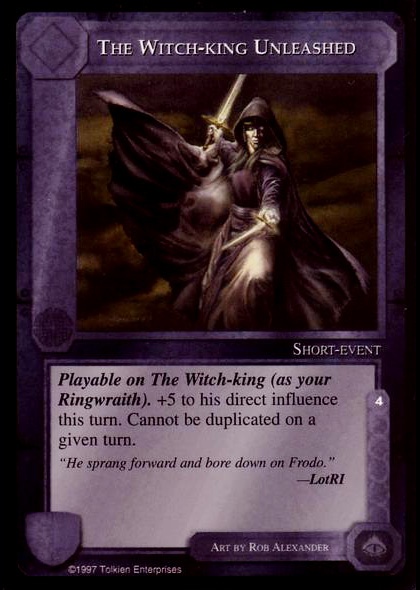 The Witch-king Unleashed
Short-event
Playable on The Witch-king (as your
Ringwraith). +5 to his direct influence
this turn. Cannot be duplicated on a
given turn.
4
“He sprang forward and bore down on Frodo.”
—LotRI
Art by Rob Alexander
©1997 Tolkien Enterprises